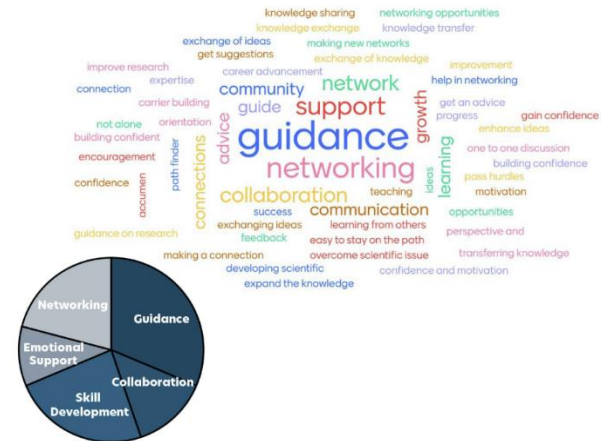 knowledge sharing
networking opportunities
knowledge exchange
knowledge transfer
exchange of ideas
making new networks
get suggestions
exchange of knowledge
improve research
career advancement
improvement
expertise
network
help in networking
connection
community
carrier building
guide
support
growth
get an advice
progress
gain confidence
not alone
orientation
advice
guidance
enhance ideas
building confident
path finder
connections
learning
one to one discussion
encouragement
networking
building confidence
ideas
pass hurdles
confidence
accumen
collaboration
teaching
motivation
success
communication
opportunities
exchanging ideas
learning from others
guidance on research
feedback
easy to stay on the path
perspective and
making a connection
overcome scientific issue
transferring knowledge
developing scientific
confidence and motivation
expand the knowledge
Networking
Guidance
Emotional
Support
Collaboration
Skill
Development